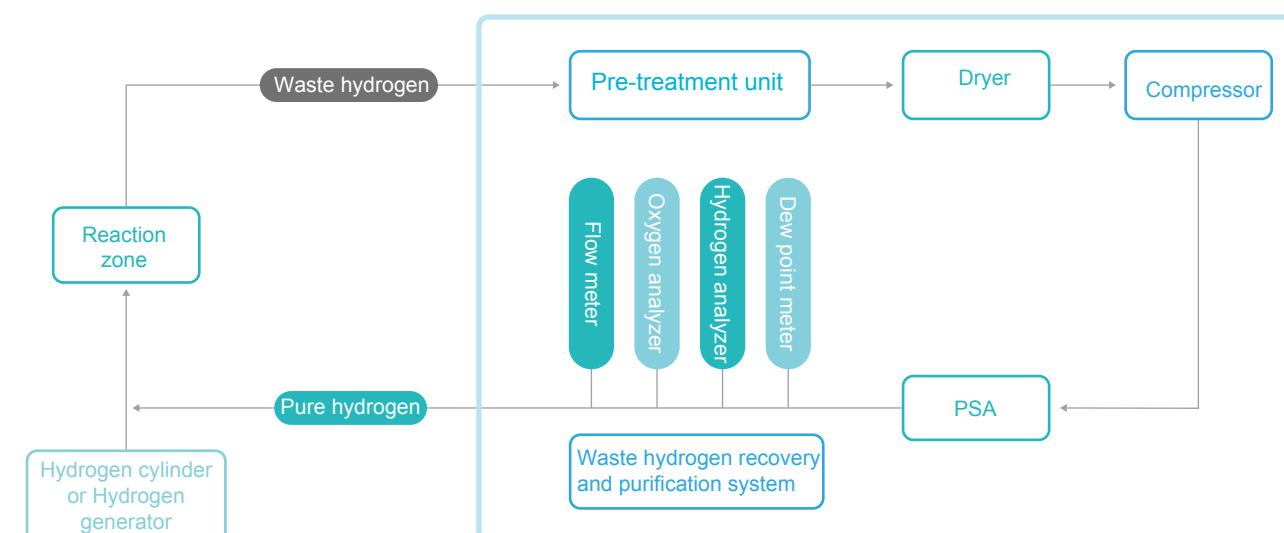 Waste hydrogen
Pre-treatment unit
Dryer
Compressor
Reaction
zone
Flow meter
Oxygen analyzer
Hydrogen analyzer
Dew point meter
Pure hydrogen
PSA
Waste hydrogen recovery
and purification system
Hydrogen cylinder
or Hydrogen
generator